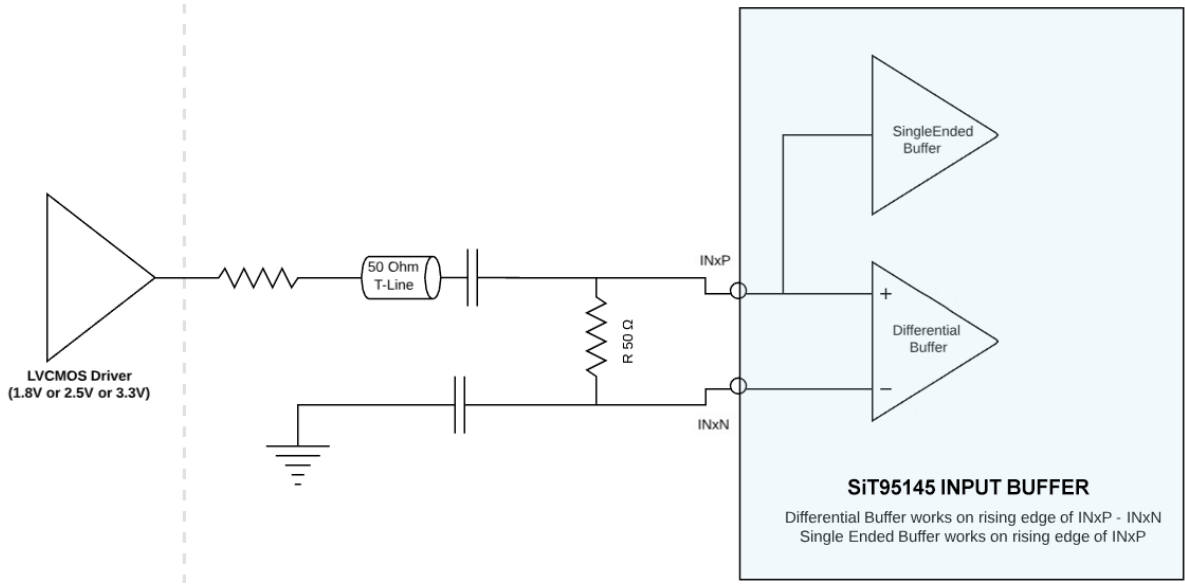 LVCMOS Driver
(1.8V or 2.5V or 3.3V)
50 Ohm
T-Line
R 50 Ω
INxP
INxN
SingleEnded
Buffer
+
Differential
Buffer
−
SiT95145 INPUT BUFFER
Differential Buffer works on rising edge of INxP - INxN
Single Ended Buffer works on rising edge of INxP